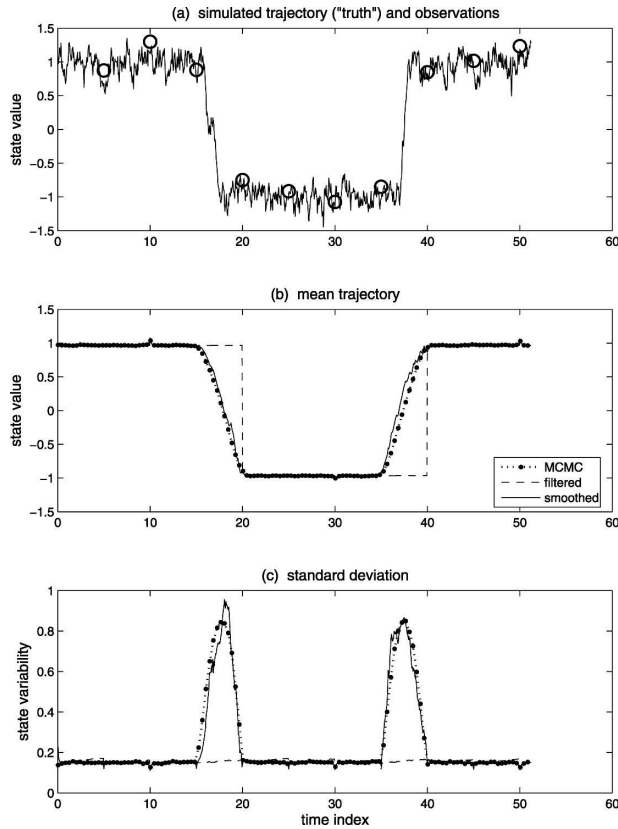 (a) simulated trajectory ("truth") and observations
1.5
1
0.5
0
−0.5
−1
−1.5
state value
0 10 20 30 40 50 60
(b) mean trajectory
1.5
1
0.5
0
−0.5
−1
−1.5
state value
MCMC
filtered
smoothed
0 10 20 30 40 50 60
(c) standard deviation
1
0.8
0.6
0.4
0.2
0
state variability
0 10 20 30 40 50 60
time index